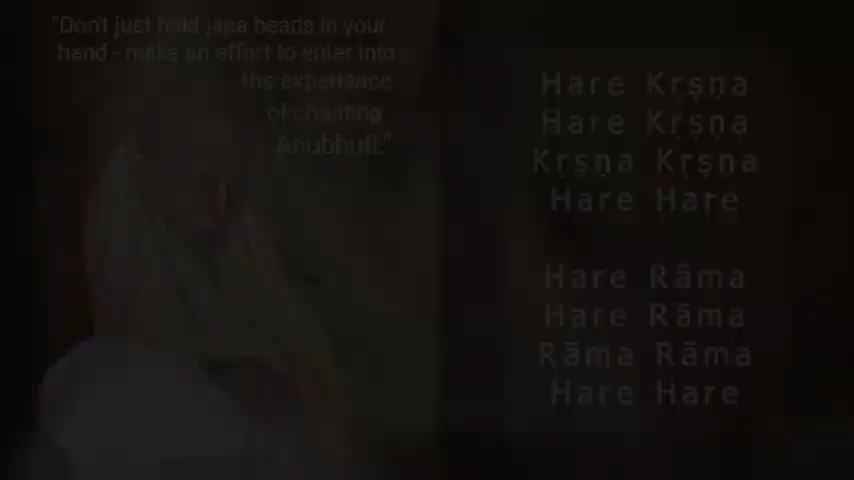 "Don't just hold japa beads in your
hand - make an effort to enter into
the experience
of chanting
Anubhuti."
Hare Kṛṣṇa
Hare Kṛṣṇa
Kṛṣṇa Kṛṣṇa
Hare Hare
Hare Rāma
Hare Rāma
Rāma Rāma
Hare Hare